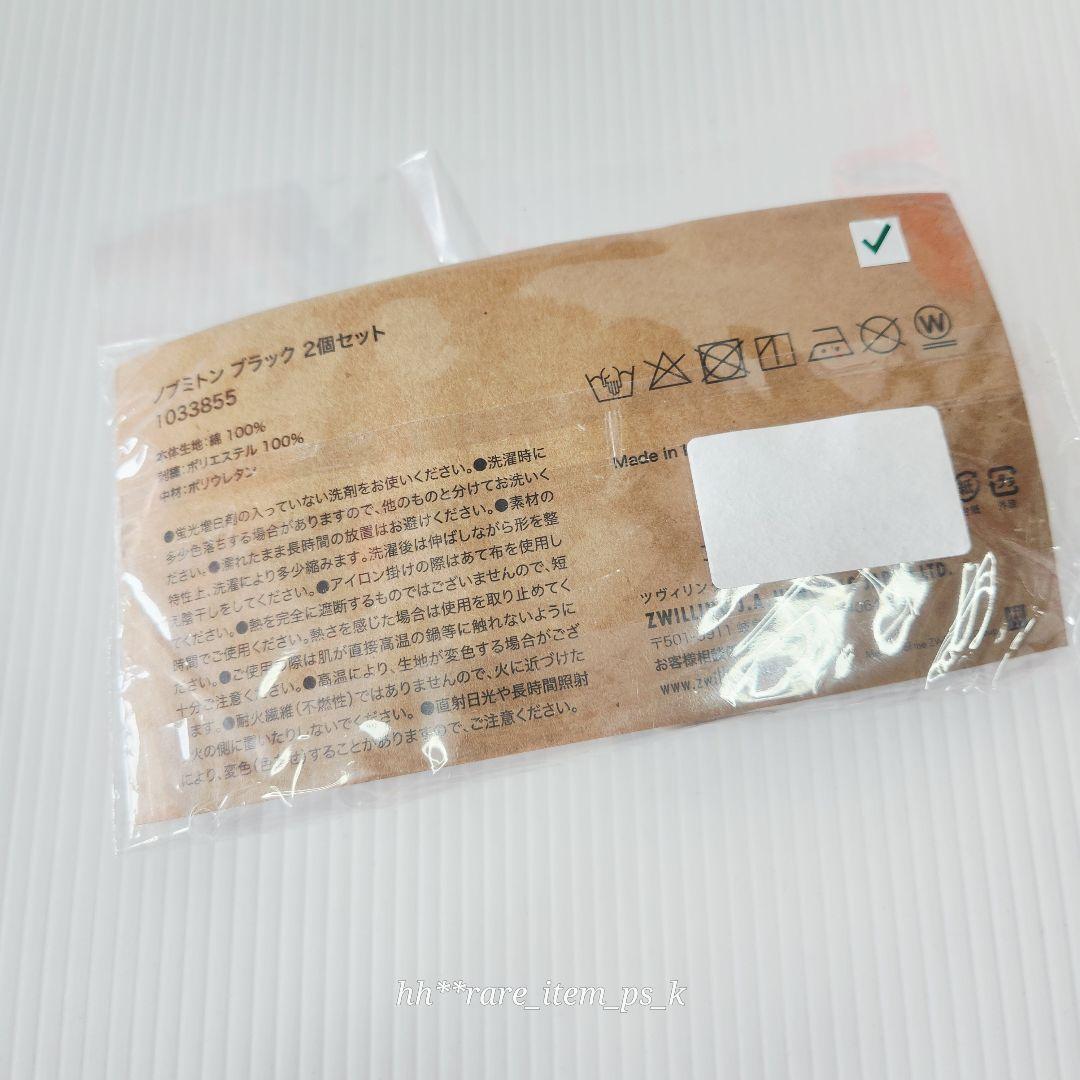 ノブミトン ブラック 2個セット
1033855
本体生地:綿 100%
別糰: ポリエステル 100%
中材:ポリウレタン
●蛍光増白剤の入っていない洗剤をお使いください。●洗濯時に
多少色落ちする場合がありますので、他のものと分けてお洗いく
ださい。●濡れたまま長時間の放置はお避けください。●素材の
特性上、洗濯により多少縮みます。洗濯後は伸ばしながら形を整
え陰干しをしてください。●アイロン掛けの際はあて布を使用し
てください。●熱を完全に遮断するものではございませんので、短
時間でご使用ください。熱さを感じた場合は使用を取り止めてく
ださい。●ご使用の際は肌が直接高温の鍋等に触れないように
十分ご注意ください。●高温により、生地が変色する場合がござ
います。●耐火繊維(不燃性)ではありませんので、火に近づけた
り火の側に置いたりしないでください。●直射日光や長時間照射
により、変色(色あせ)することがありますので、ご注意ください。
W
Made in
外装
ツヴィリン
ZWILLING J.A. LTD.
〒501-3911
お客様相談
www.zwil
hh**rare_item_ps_k